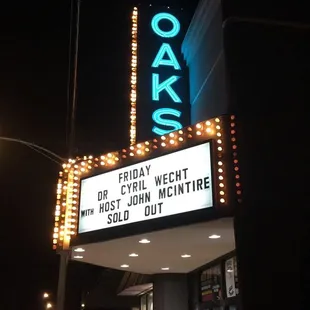 OAKS
FRIDAY
DR CYRIL WECHT
WITH HOST JOHN MCINTIRE
SOLD OUT